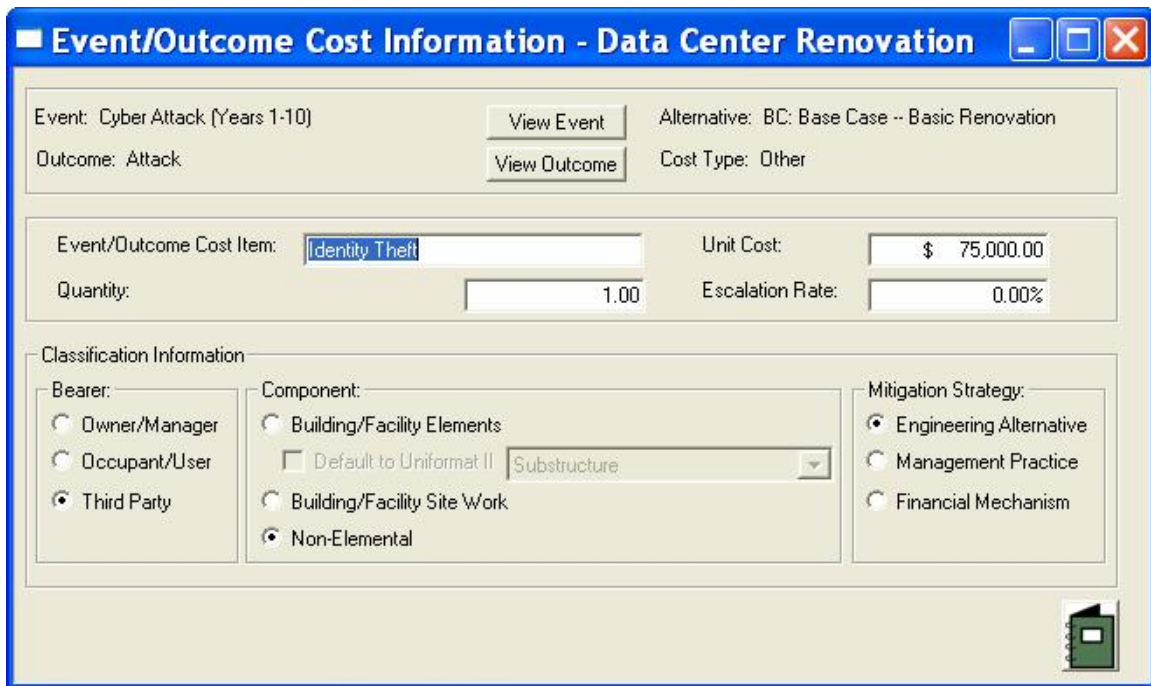 Event/Outcome Cost Information - Data Center Renovation
Event: Cyber Attack (Years 1-10) View Event Alternative: BC: Base Case -- Basic Renovation
Outcome: Attack View Outcome Cost Type: Other
Event/Outcome Cost Item: Identity Theft Unit Cost: $ 75,000.00
Quantity: 1.00 Escalation Rate: 0.00%
Classification Information
Bearer: Component: Mitigation Strategy:
Owner/Manager Building/Facility Elements Engineering Alternative
Occupant/User Default to Uniformat II Substructure Management Practice
Third Party Building/Facility Site Work Financial Mechanism
Non-Elemental